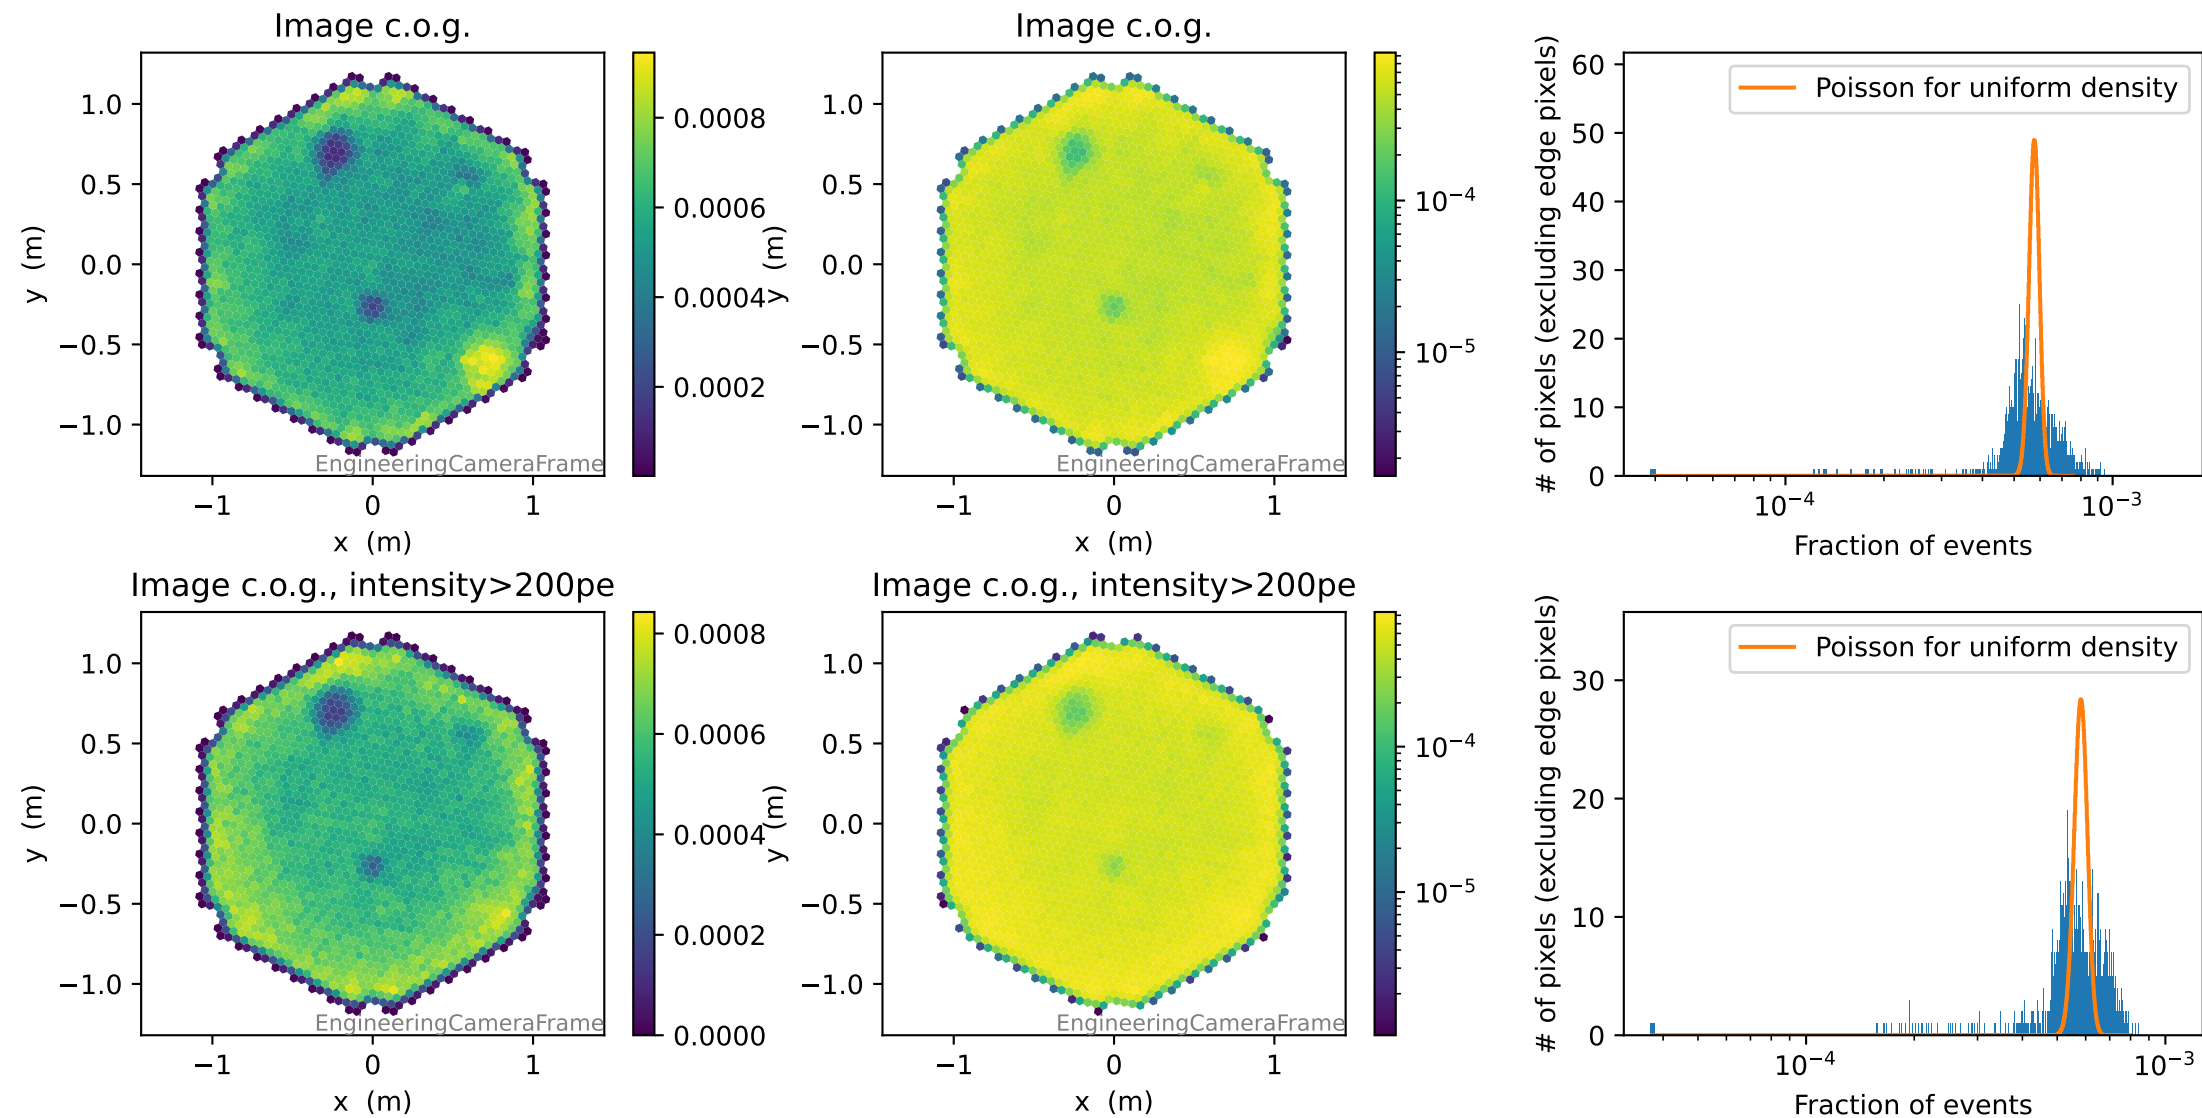 Image c.o.g.
1.0
0.5
0.0
−0.5
−1.0
y (m)
−1
0
1
x (m)
EngineeringCameraFrame
0.0008
0.0006
0.0004
0.0002
Image c.o.g.
1.0
0.5
0.0
−0.5
−1.0
y (m)
−1
0
1
x (m)
EngineeringCameraFrame
10⁻⁴
10⁻⁵
# of pixels (excluding edge pixels)
60
50
40
30
20
10
0
Poisson for uniform density
10⁻⁴
10⁻³
Fraction of events
Image c.o.g., intensity>200pe
1.0
0.5
0.0
−0.5
−1.0
y (m)
−1
0
1
x (m)
EngineeringCameraFrame
0.0008
0.0006
0.0004
0.0002
0.0000
Image c.o.g., intensity>200pe
1.0
0.5
0.0
−0.5
−1.0
y (m)
−1
0
1
x (m)
EngineeringCameraFrame
10⁻⁴
10⁻⁵
# of pixels (excluding edge pixels)
30
20
10
0
Poisson for uniform density
10⁻⁴
10⁻³
Fraction of events